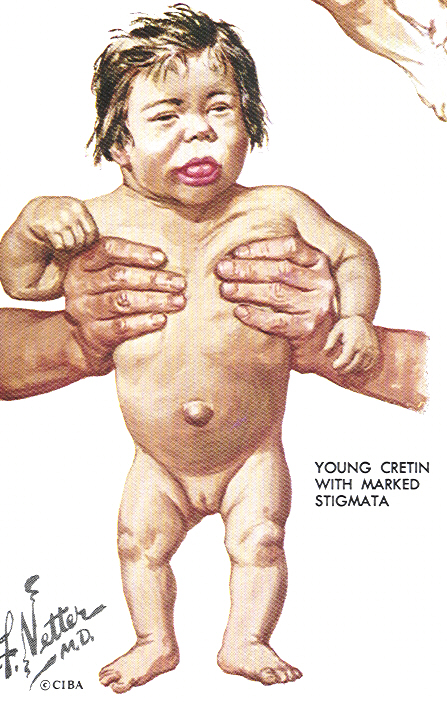 YOUNG CRETIN
WITH MARKED
STIGMATA
F. Netter
M.D.
©CIBA